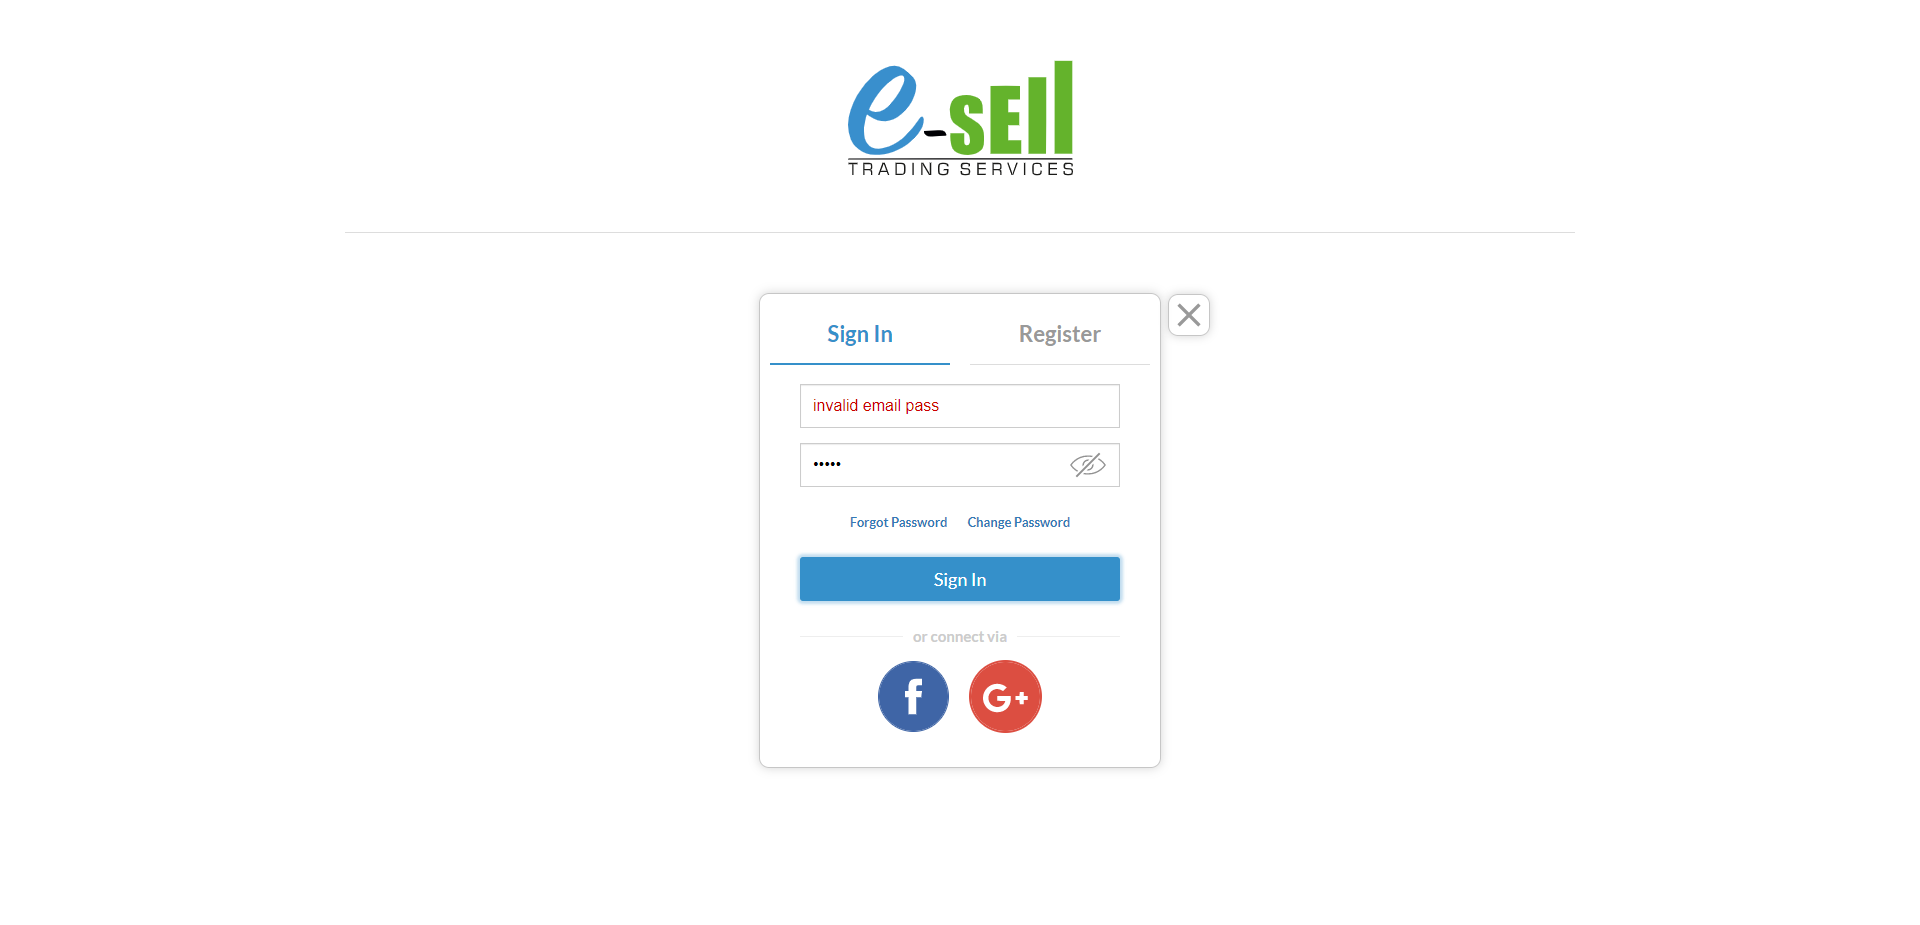 e-sEll
TRADING SERVICES
Sign In Register
invalid email pass
•••••
Forgot Password Change Password
Sign In
or connect via
f G+